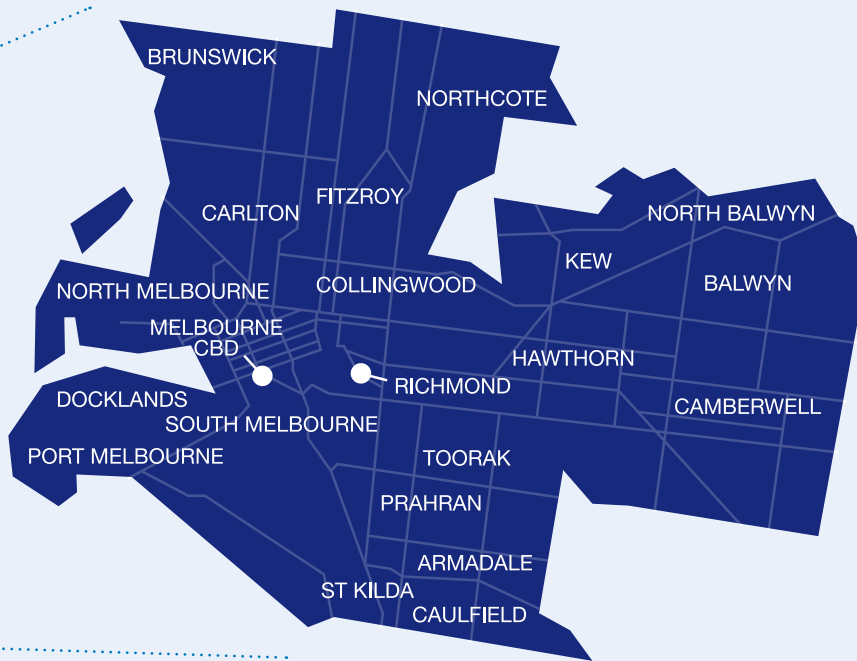 BRUNSWICK
NORTHCOTE
FITZROY
CARLTON
NORTH BALWYN
KEW
BALWYN
COLLINGWOOD
NORTH MELBOURNE
MELBOURNE
CBD
HAWTHORN
RICHMOND
DOCKLANDS
CAMBERWELL
SOUTH MELBOURNE
PORT MELBOURNE
TOORAK
PRAHRAN
ARMADALE
ST KILDA
CAULFIELD